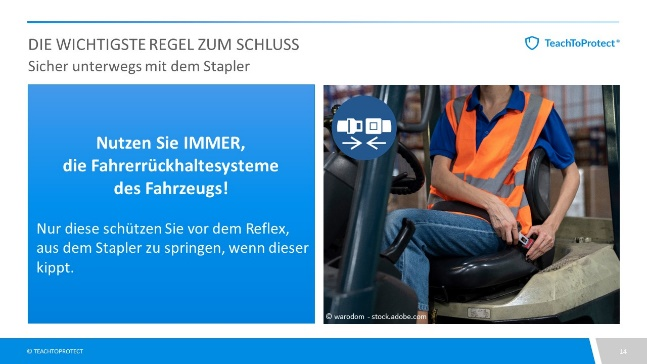 DIE WICHTIGSTE REGEL ZUM SCHLUSS
Sicher unterwegs mit dem Stapler
TeachToProtect®
Nutzen Sie IMMER,
die Fahrerrückhaltesysteme
des Fahrzeugs!
Nur diese schützen Sie vor dem Reflex,
aus dem Stapler zu springen, wenn dieser
kippt.
© warodom - stock.adobe.com
© TEACHTOPROTECT
14